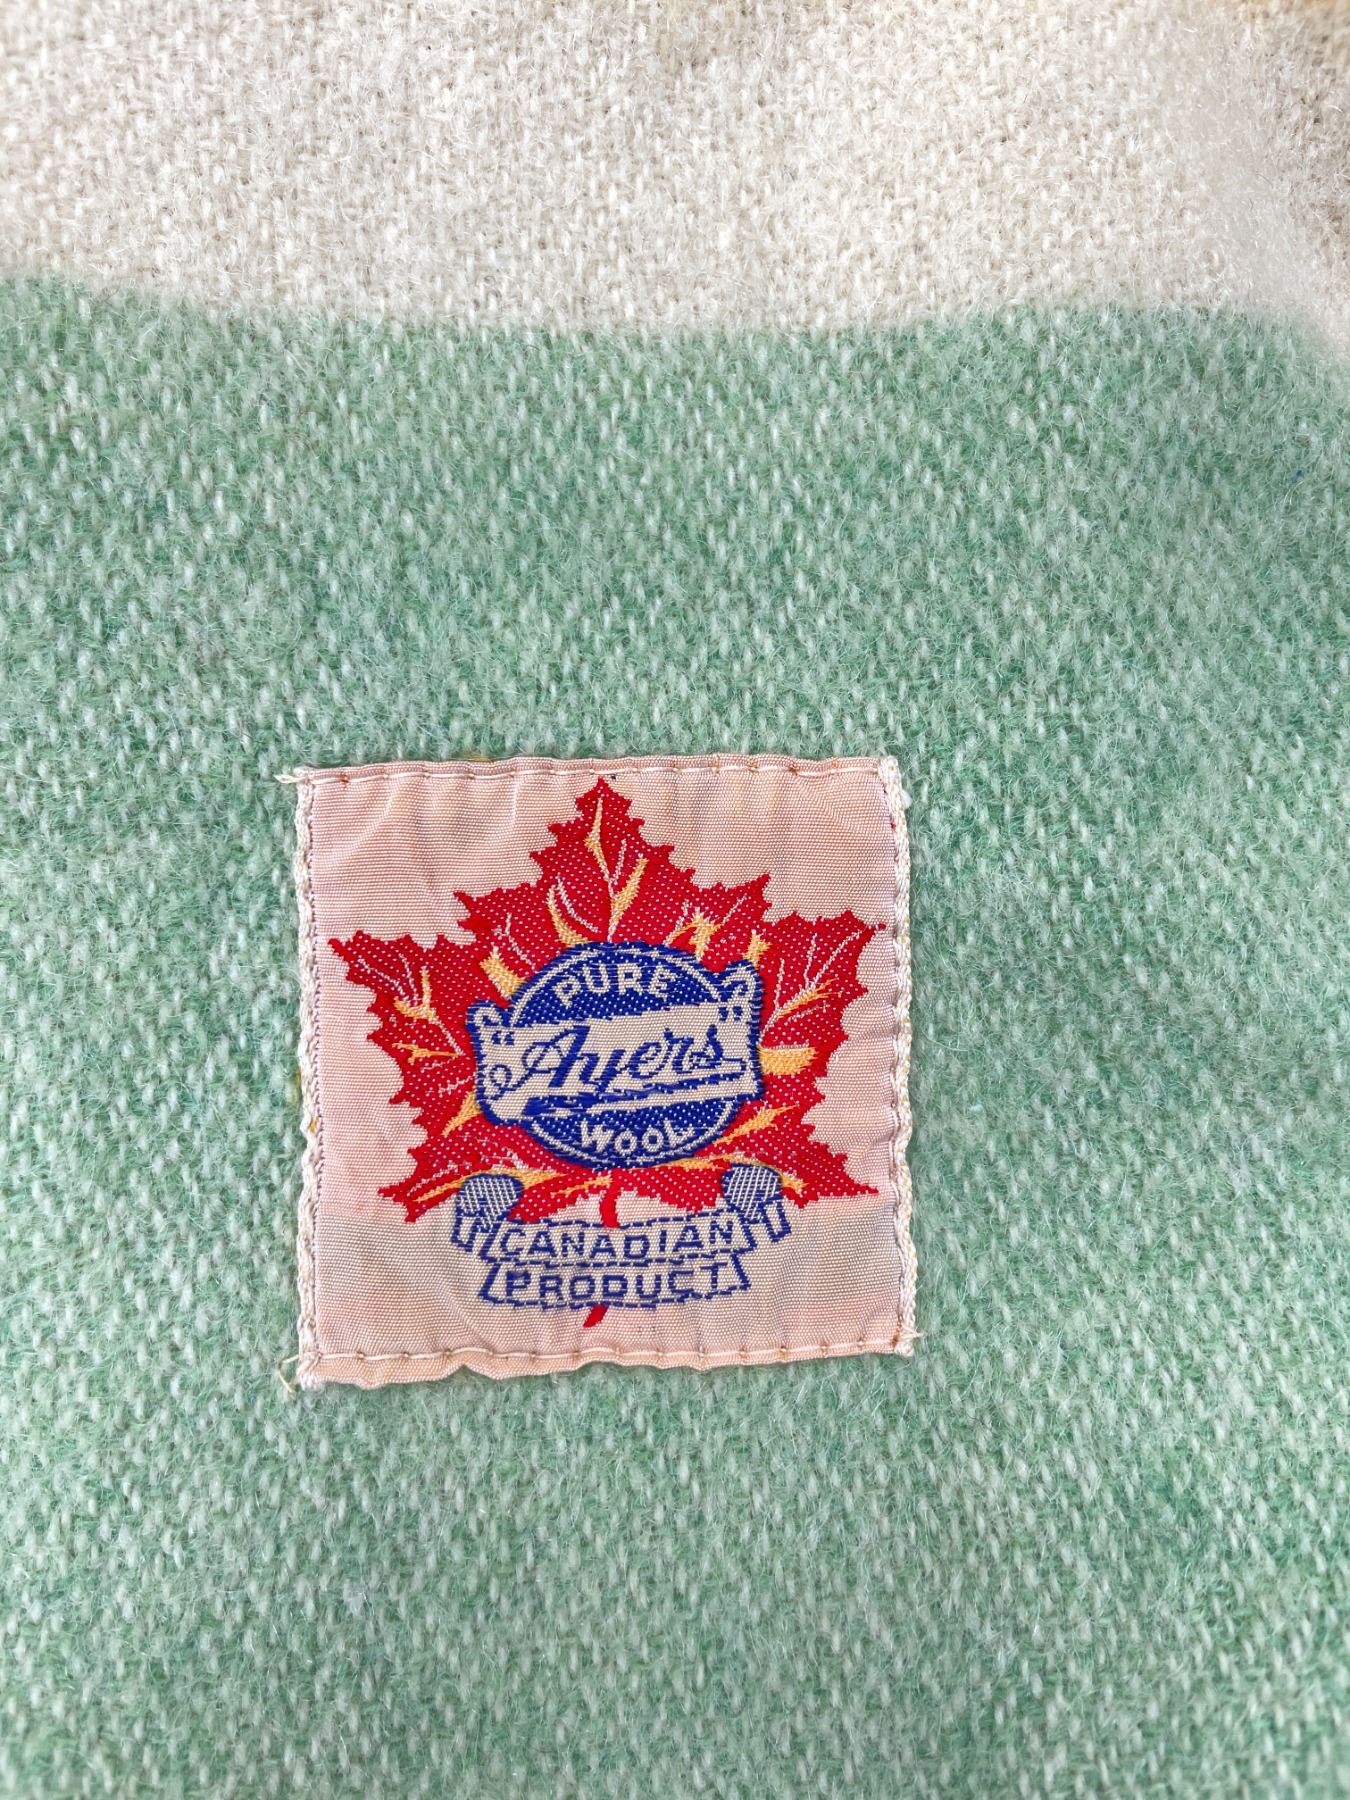 PURE
"Ayers"
WOOL
CANADIAN
PRODUCT